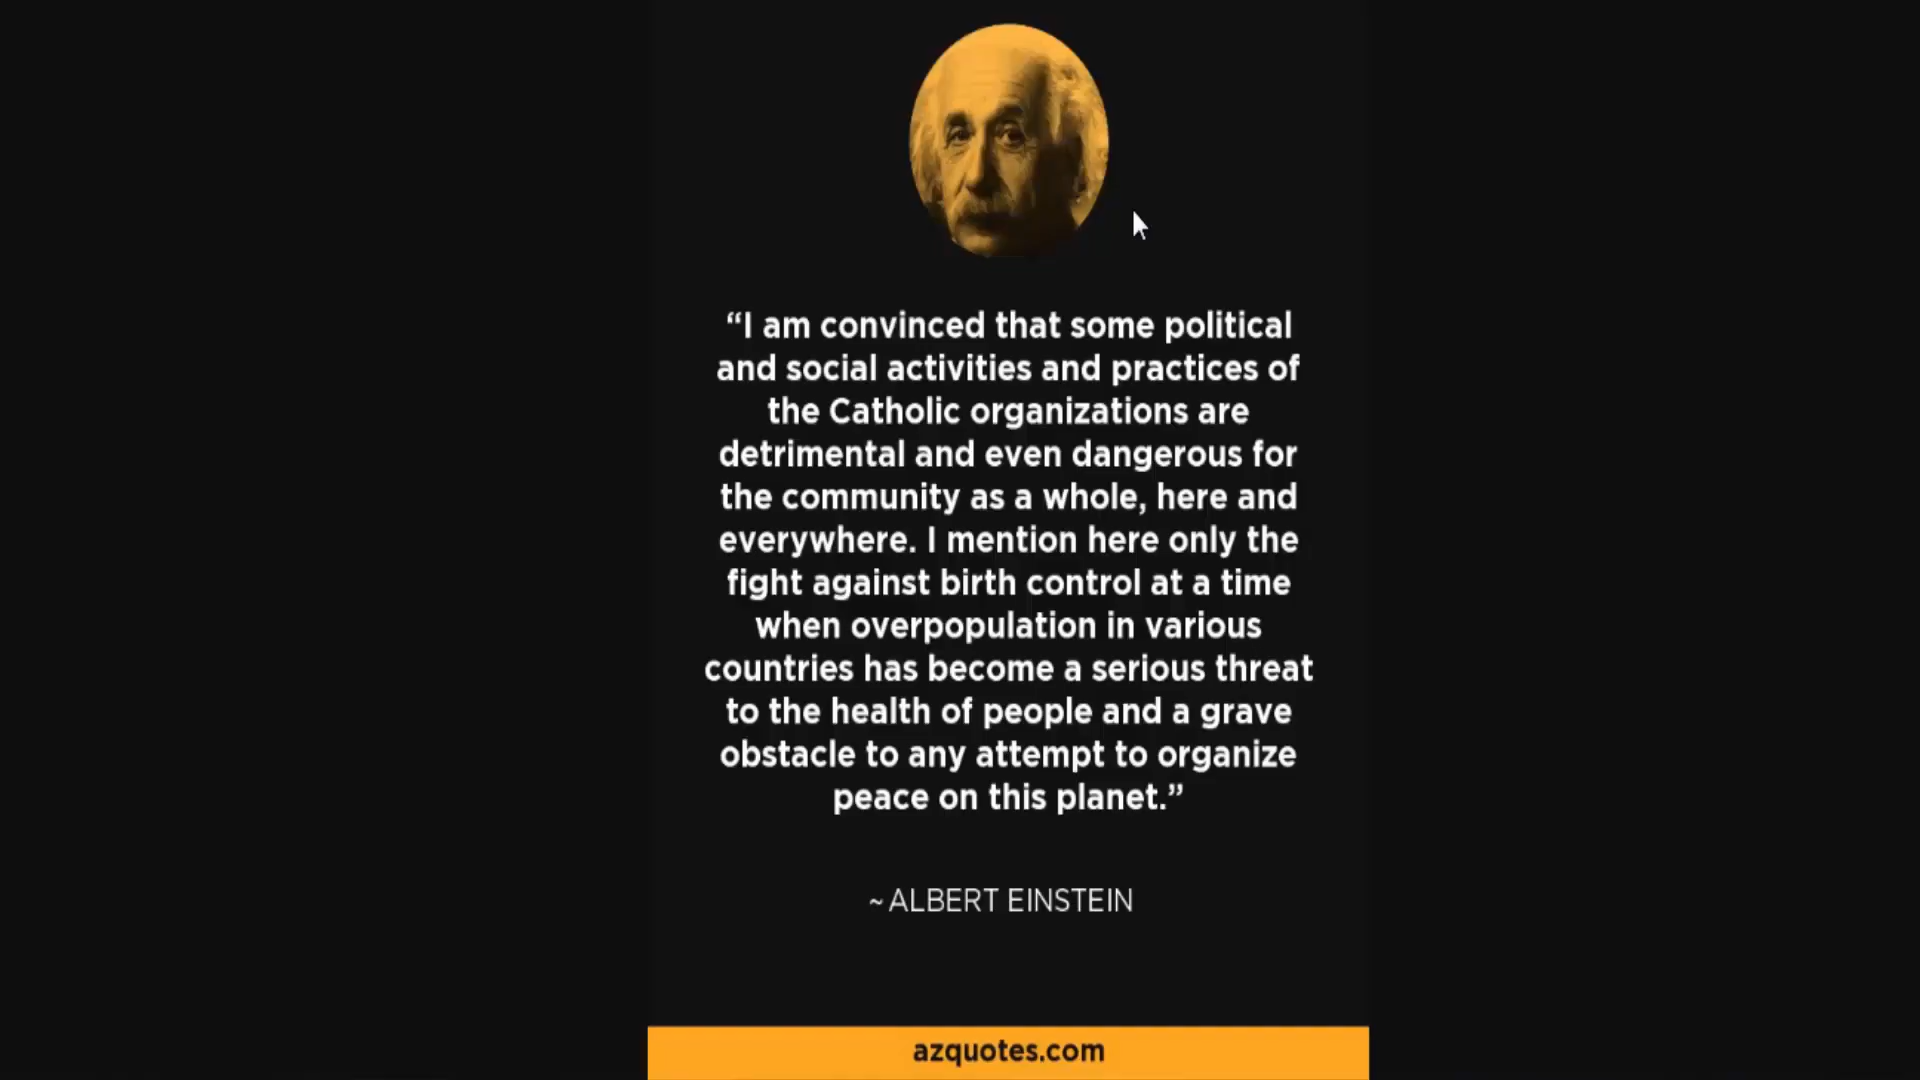 “I am convinced that some political
and social activities and practices of
the Catholic organizations are
detrimental and even dangerous for
the community as a whole, here and
everywhere. I mention here only the
fight against birth control at a time
when overpopulation in various
countries has become a serious threat
to the health of people and a grave
obstacle to any attempt to organize
peace on this planet.”
~ ALBERT EINSTEIN
azquotes.com